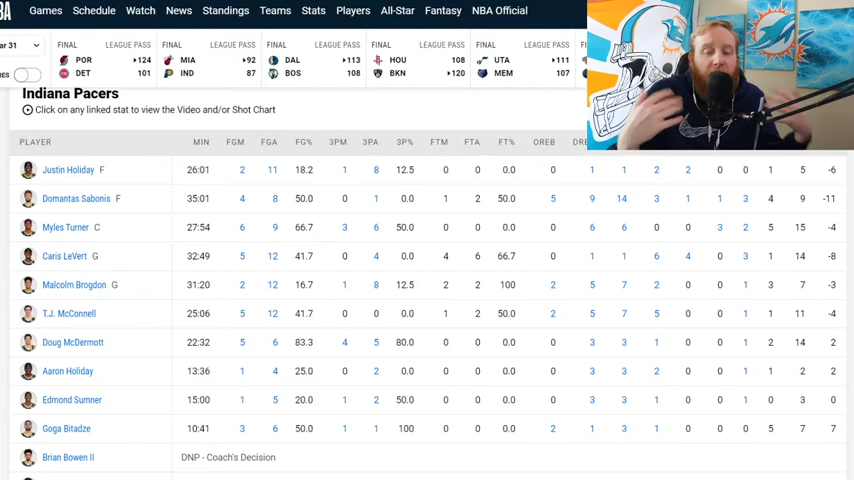 BA Games Schedule Watch News Standings Teams Stats Players All-Star Fantasy NBA Official
ar 31
RES
FINAL LEAGUE PASS
POR 124
DET 101
FINAL LEAGUE PASS
MIA 92
IND 87
FINAL LEAGUE PASS
DAL 113
BOS 108
FINAL LEAGUE PASS
HOU 108
BKN 120
FINAL LEAGUE PASS
UTA 111
MEM 107
FINAL
Indiana Pacers
Click on any linked stat to view the Video and/or Shot Chart
PLAYER MIN FGM FGA FG% 3PM 3PA 3P% FTM FTA FT% OREB DRE
Justin Holiday F 26:01 2 11 18.2 1 8 12.5 0 0 0.0 0 1 1 2 2 0 0 1 5 -6
Domantas Sabonis F 35:01 4 8 50.0 0 1 0.0 1 2 50.0 5 9 14 3 1 1 3 4 9 -11
Myles Turner C 27:54 6 9 66.7 3 6 50.0 0 0 0.0 0 6 6 0 0 3 2 5 15 -4
Caris LeVert G 32:49 5 12 41.7 0 4 0.0 4 6 66.7 0 1 1 6 4 0 3 1 14 -8
Malcolm Brogdon G 31:20 2 12 16.7 1 8 12.5 2 2 100 2 5 7 2 0 0 1 3 7 -3
T.J. McConnell 25:06 5 12 41.7 0 0 0.0 1 2 50.0 2 5 7 5 0 0 1 1 11 -4
Doug McDermott 22:32 5 6 83.3 4 5 80.0 0 0 0.0 0 3 3 1 0 0 1 2 14 2
Aaron Holiday 13:36 1 4 25.0 0 2 0.0 0 0 0.0 0 3 3 2 0 0 1 1 2 2
Edmond Sumner 15:00 1 5 20.0 1 2 50.0 0 0 0.0 0 3 3 1 0 0 1 0 3 0
Goga Bitadze 10:41 3 6 50.0 1 1 100 0 0 0.0 2 1 3 1 0 0 0 5 7 7
Brian Bowen II DNP - Coach's Decision